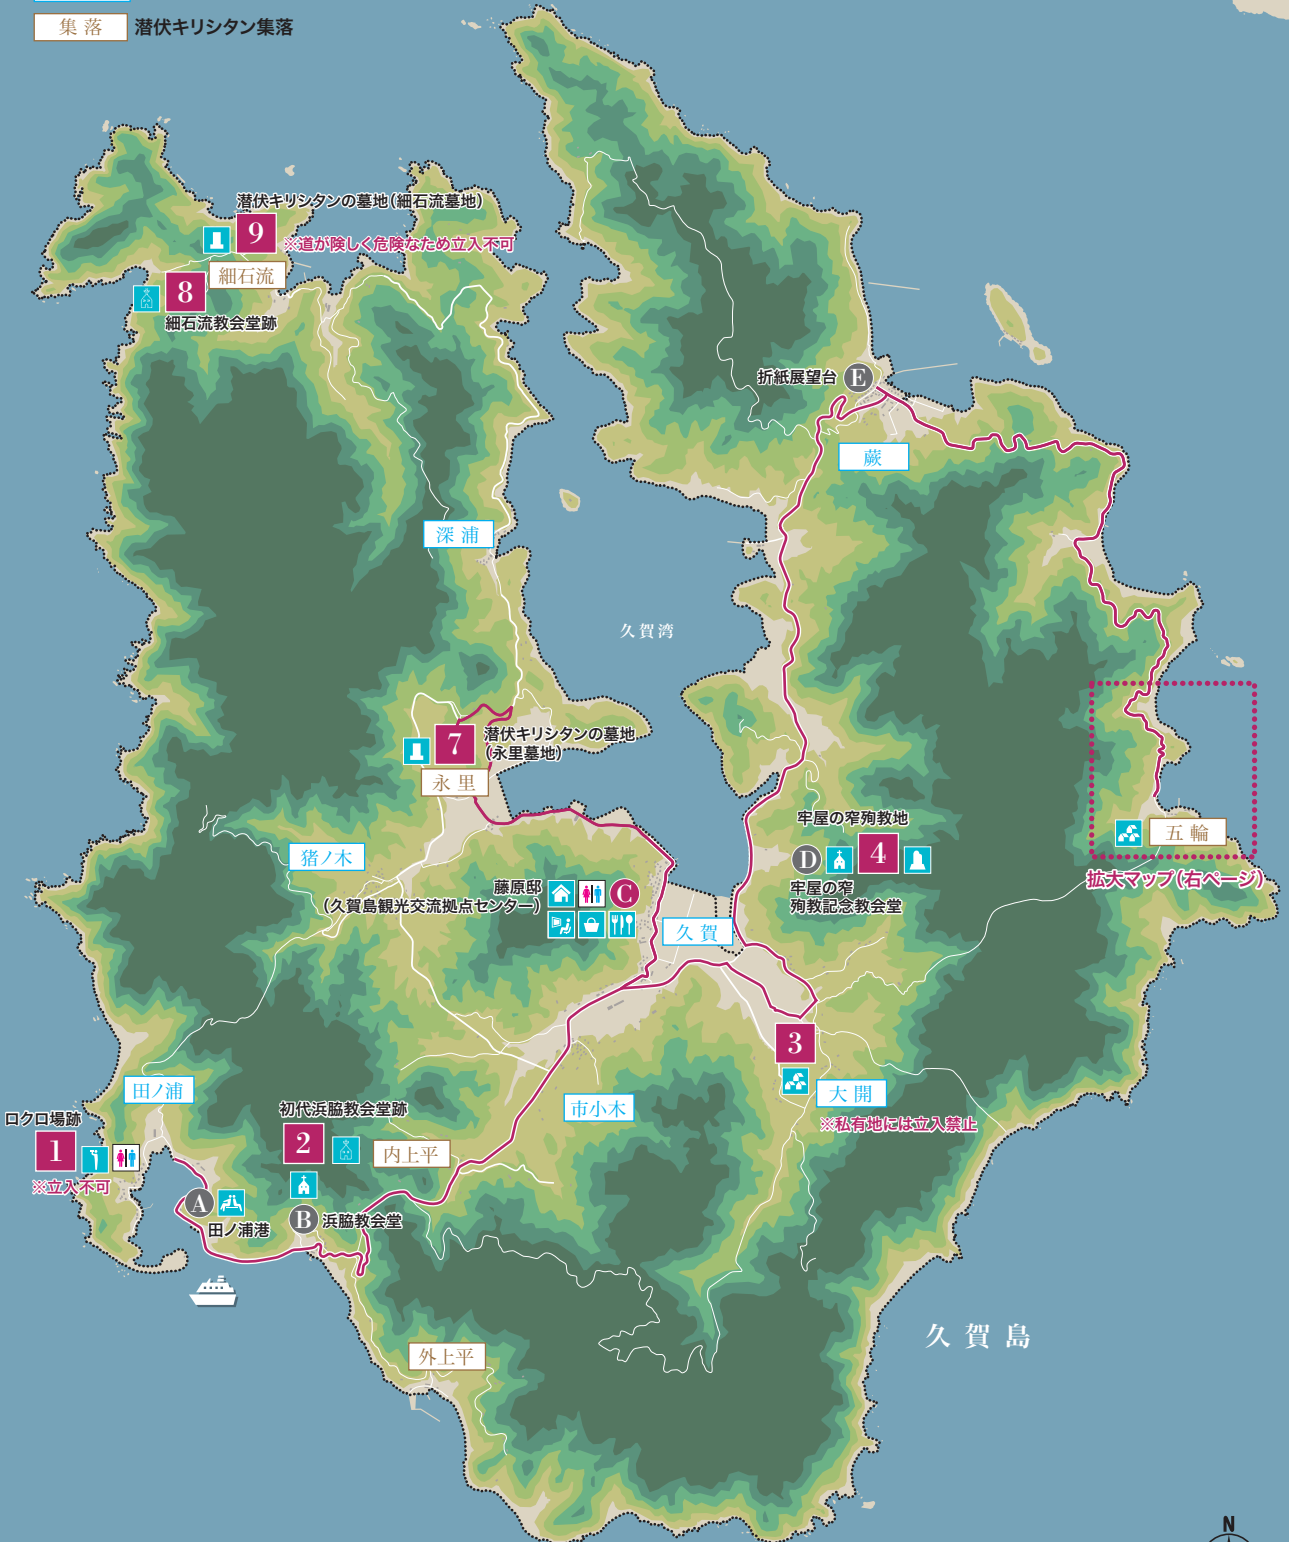 集落 潜伏キリシタン集落
潜伏キリシタンの墓地(細石流墓地)
9
※道が険しく危険なため立入不可
細石流
8
細石流教会堂跡
折紙展望台 E
蕨
深浦
久賀湾
7
潜伏キリシタンの墓地
(永里墓地)
永里
五輪
拡大マップ(右ページ)
牢屋の窄殉教地
D 4
牢屋の窄
殉教記念教会堂
猪ノ木
藤原邸
(久賀島観光交流拠点センター)
C
久賀
3
大開
※私有地には立入禁止
田ノ浦
ロクロ場跡
1
※立入不可
初代浜脇教会堂跡
2
内上平
市小木
A
田ノ浦港
B 浜脇教会堂
外上平
久賀島
N